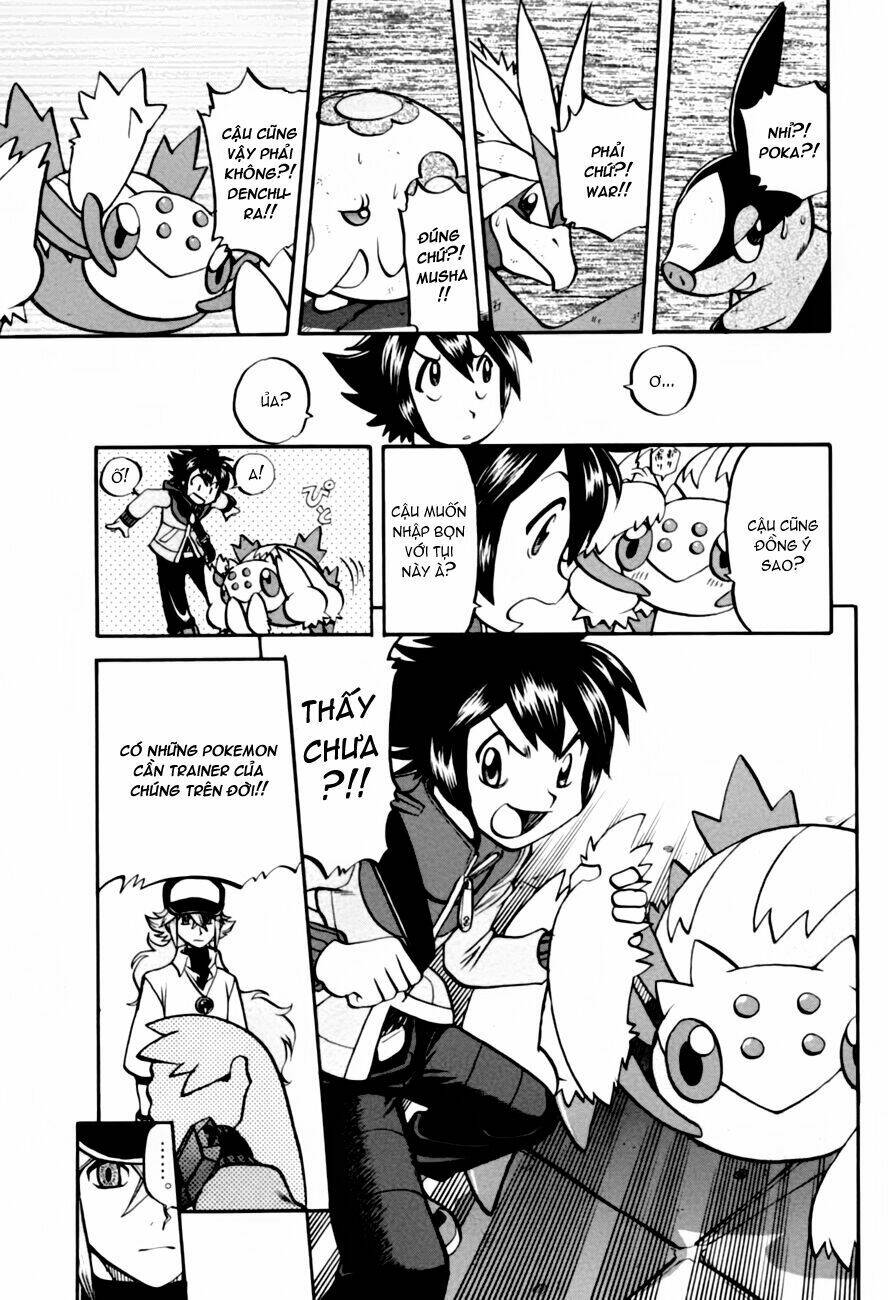 NHỈ?!
POKA?!
PHẢI
CHỨ?!
WAR!!
ĐÚNG
CHỨ?!
MUSHA
!!
CẬU CŨNG
VẬY PHẢI
KHÔNG?!
DENCHU-
RA!!
Ơ...
ỦA?
CẬU CŨNG
ĐỒNG Ý
SAO?
CẬU MUỐN
NHẬP BỌN
VỚI TỤI
NÀY À?
A!
Ố!
ぴと
THẤY
CHƯA
?!!
CÓ NHỮNG POKEMON
CẦN TRAINER CỦA
CHÚNG TRÊN ĐỜI!!
......